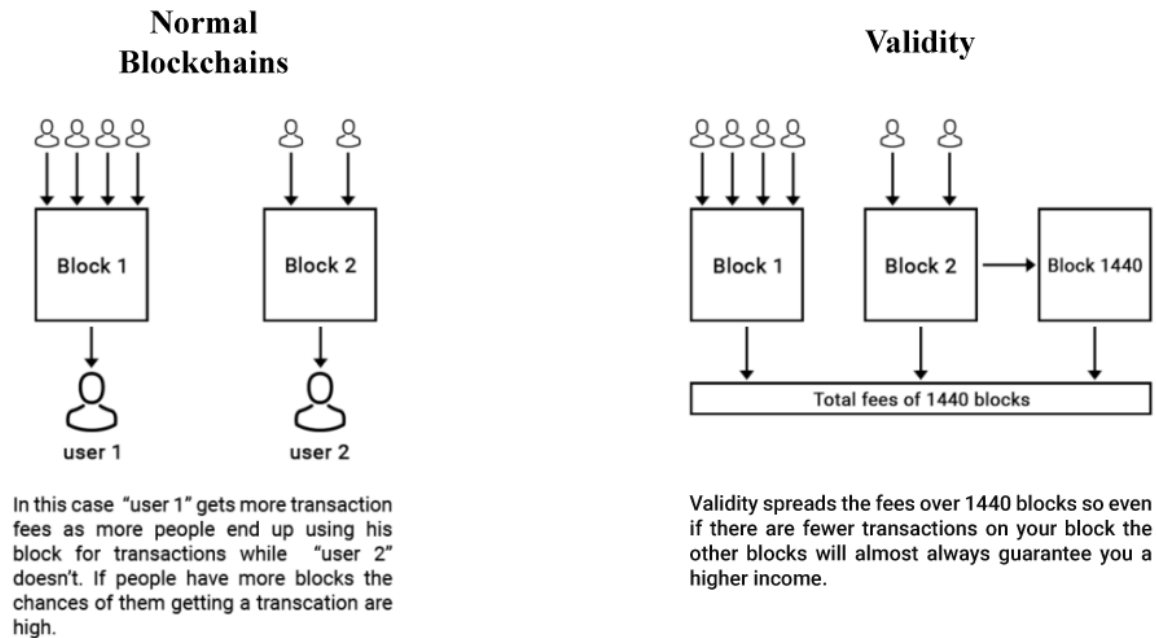 Normal
Blockchains
Block 1
Block 2
user 1
user 2
In this case "user 1" gets more transaction
fees as more people end up using his
block for transactions while "user 2"
doesn't. If people have more blocks the
chances of them getting a transcation are
high.
Validity
Block 1
Block 2
Block 1440
Total fees of 1440 blocks
Validity spreads the fees over 1440 blocks so even
if there are fewer transactions on your block the
other blocks will almost always guarantee you a
higher income.